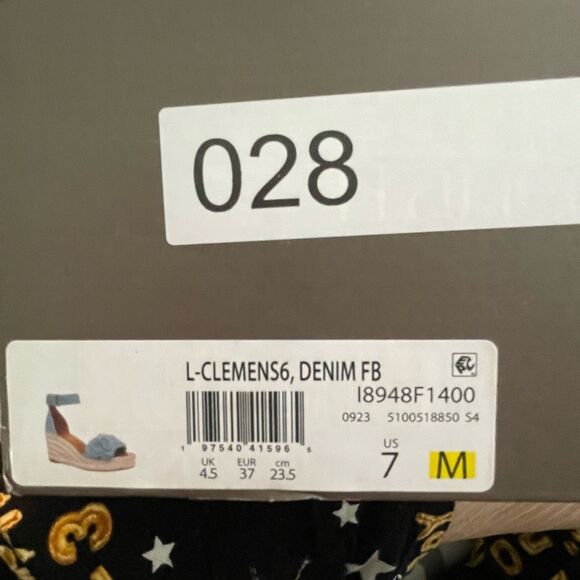 028
L-CLEMENS6, DENIM FB
I8948F1400
0923 5100518850 S4
1 97540 41596 5
UK EUR cm
4.5 37 23.5
US
7 M